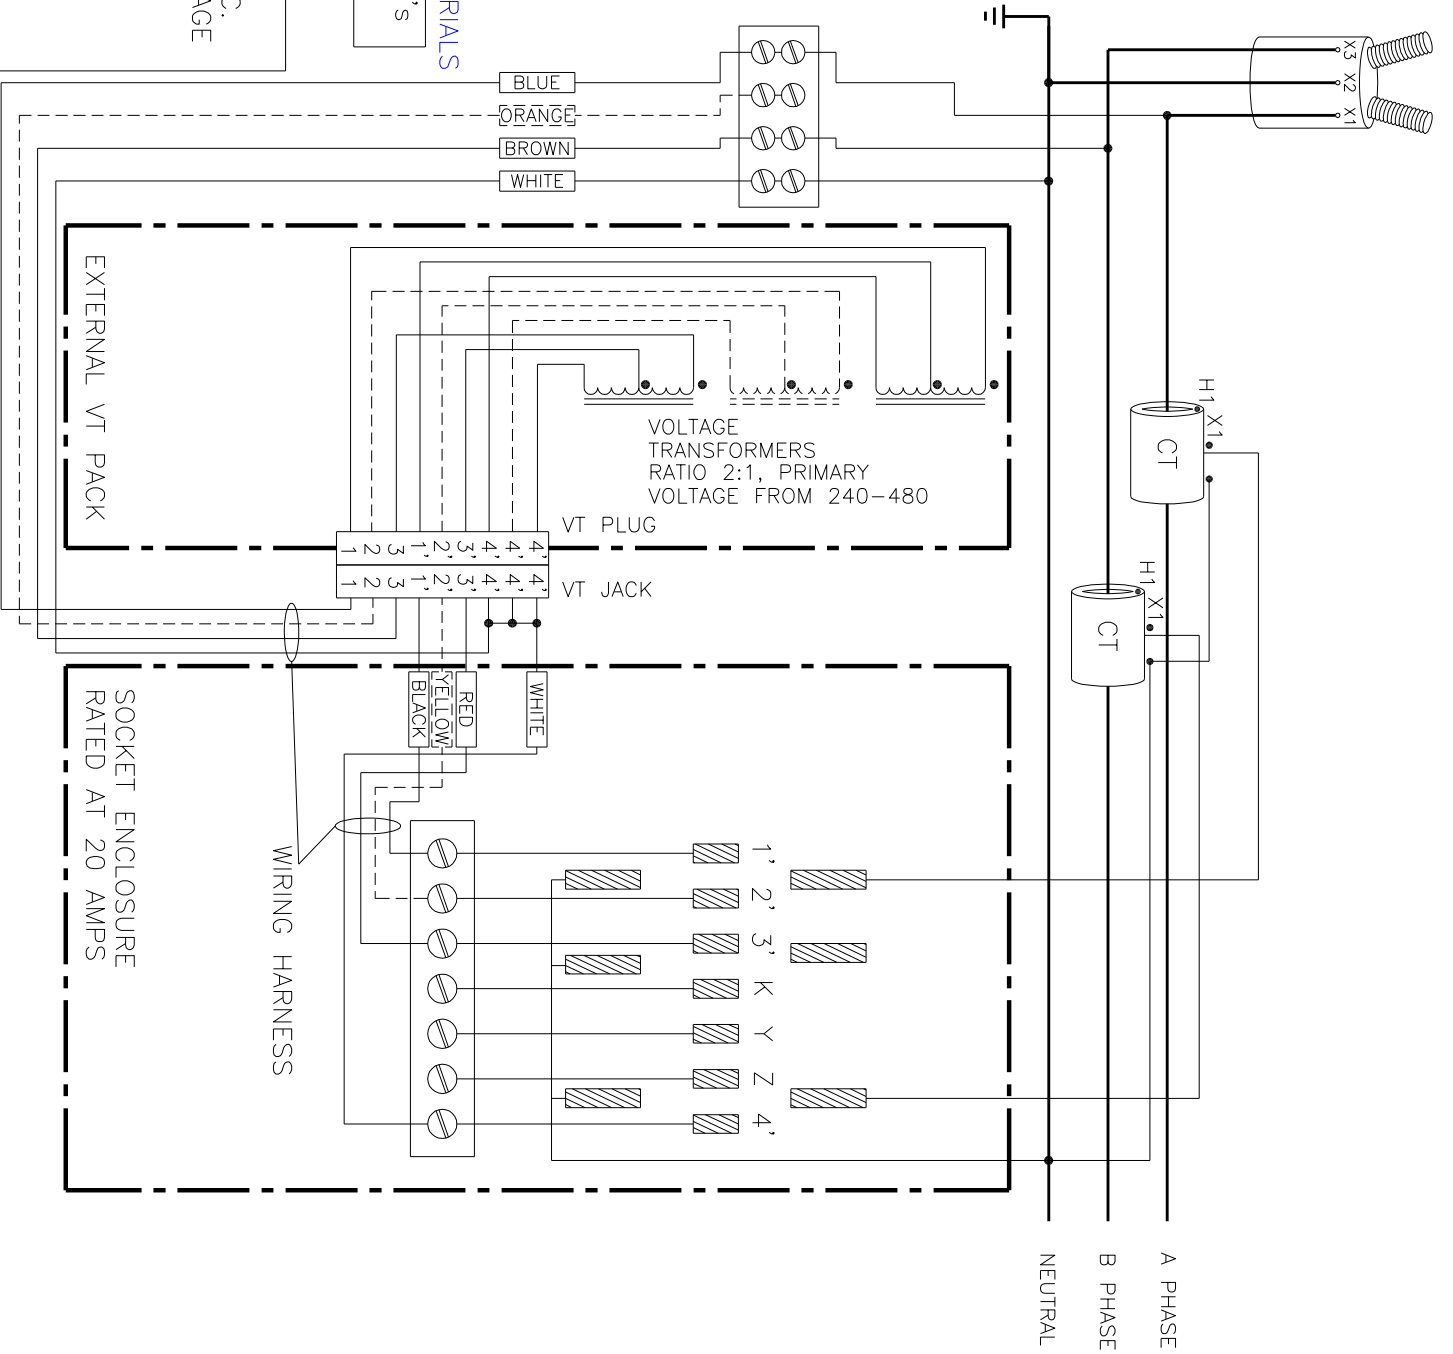 C.
AGE
's
RIALS
BLUE
ORANGE
BROWN
WHITE
X3
X2
X1
EXTERNAL VT PACK
VOLTAGE
TRANSFORMERS
RATIO 2:1, PRIMARY
VOLTAGE FROM 240-480
H1
X1
CT
H1
X1
CT
VT PLUG
1 2 3 1' 2' 3' 4' 4' 4'
VT JACK
1 2 3 1' 2' 3' 4' 4' 4'
BLACK
YELLOW
RED
WHITE
SOCKET ENCLOSURE
RATED AT 20 AMPS
WIRING HARNESS
1'
2'
3'
K
Y
Z
4'
NEUTRAL
B PHASE
A PHASE